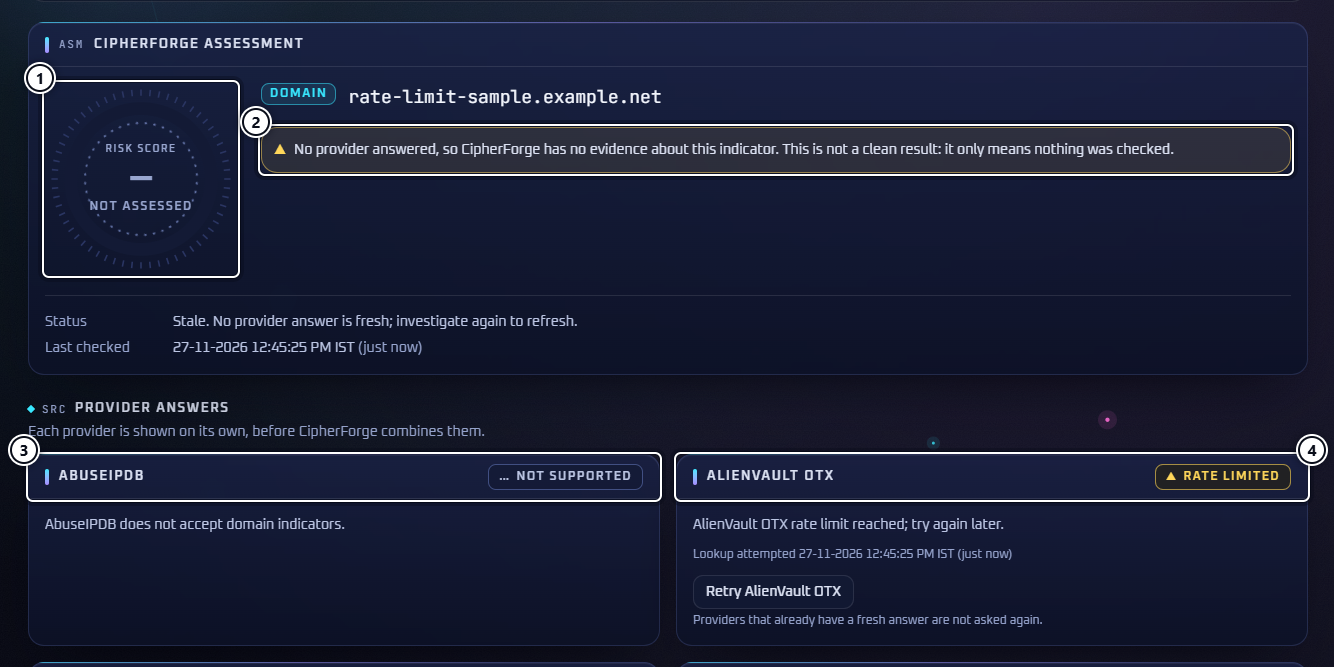 ASM CIPHERFORGE ASSESSMENT
1
RISK SCORE
—
NOT ASSESSED
DOMAIN rate-limit-sample.example.net
2
No provider answered, so CipherForge has no evidence about this indicator. This is not a clean result: it only means nothing was checked.
Status Stale. No provider answer is fresh; investigate again to refresh.
Last checked 27-11-2026 12:45:25 PM IST (just now)
SRC PROVIDER ANSWERS
Each provider is shown on its own, before CipherForge combines them.
3
ABUSEIPDB ... NOT SUPPORTED
AbuseIPDB does not accept domain indicators.
4
ALIENVAULT OTX RATE LIMITED
AlienVault OTX rate limit reached; try again later.
Lookup attempted 27-11-2026 12:45:25 PM IST (just now)
Retry AlienVault OTX
Providers that already have a fresh answer are not asked again.